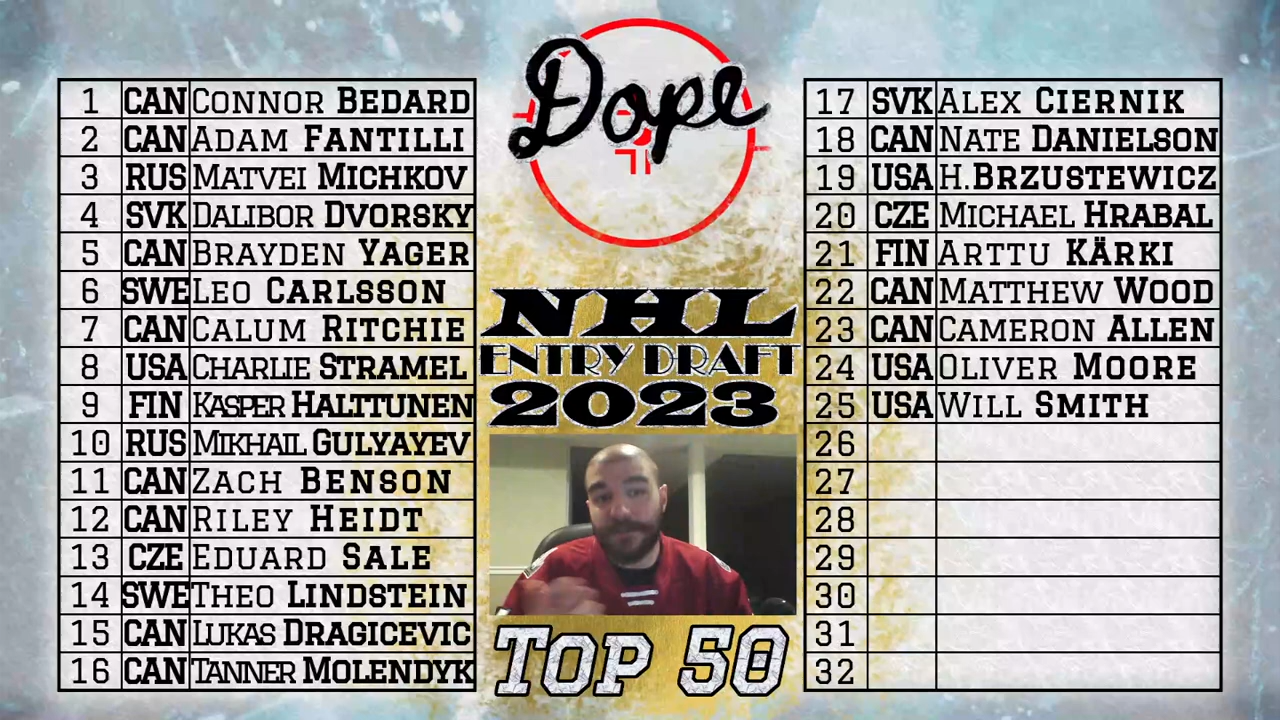 Dope
NHL
ENTRY DRAFT
2023
TOP 50
1 CAN CONNOR BEDARD
2 CAN ADAM FANTILLI
3 RUS MATVEI MICHKOV
4 SVK DALIBOR DVORSKY
5 CAN BRAYDEN YAGER
6 SWE LEO CARLSSON
7 CAN CALUM RITCHIE
8 USA CHARLIE STRAMEL
9 FIN KASPER HALTTUNEN
10 RUS MIKHAIL GULYAYEV
11 CAN ZACH BENSON
12 CAN RILEY HEIDT
13 CZE EDUARD SALE
14 SWE THEO LINDSTEIN
15 CAN LUKAS DRAGICEVIC
16 CAN TANNER MOLENDYK
17 SVK ALEX CIERNIK
18 CAN NATE DANIELSON
19 USA H.BRZUSTEWICZ
20 CZE MICHAEL HRABAL
21 FIN ARTTU KÄRKI
22 CAN MATTHEW WOOD
23 CAN CAMERON ALLEN
24 USA OLIVER MOORE
25 USA WILL SMITH
26
27
28
29
30
31
32